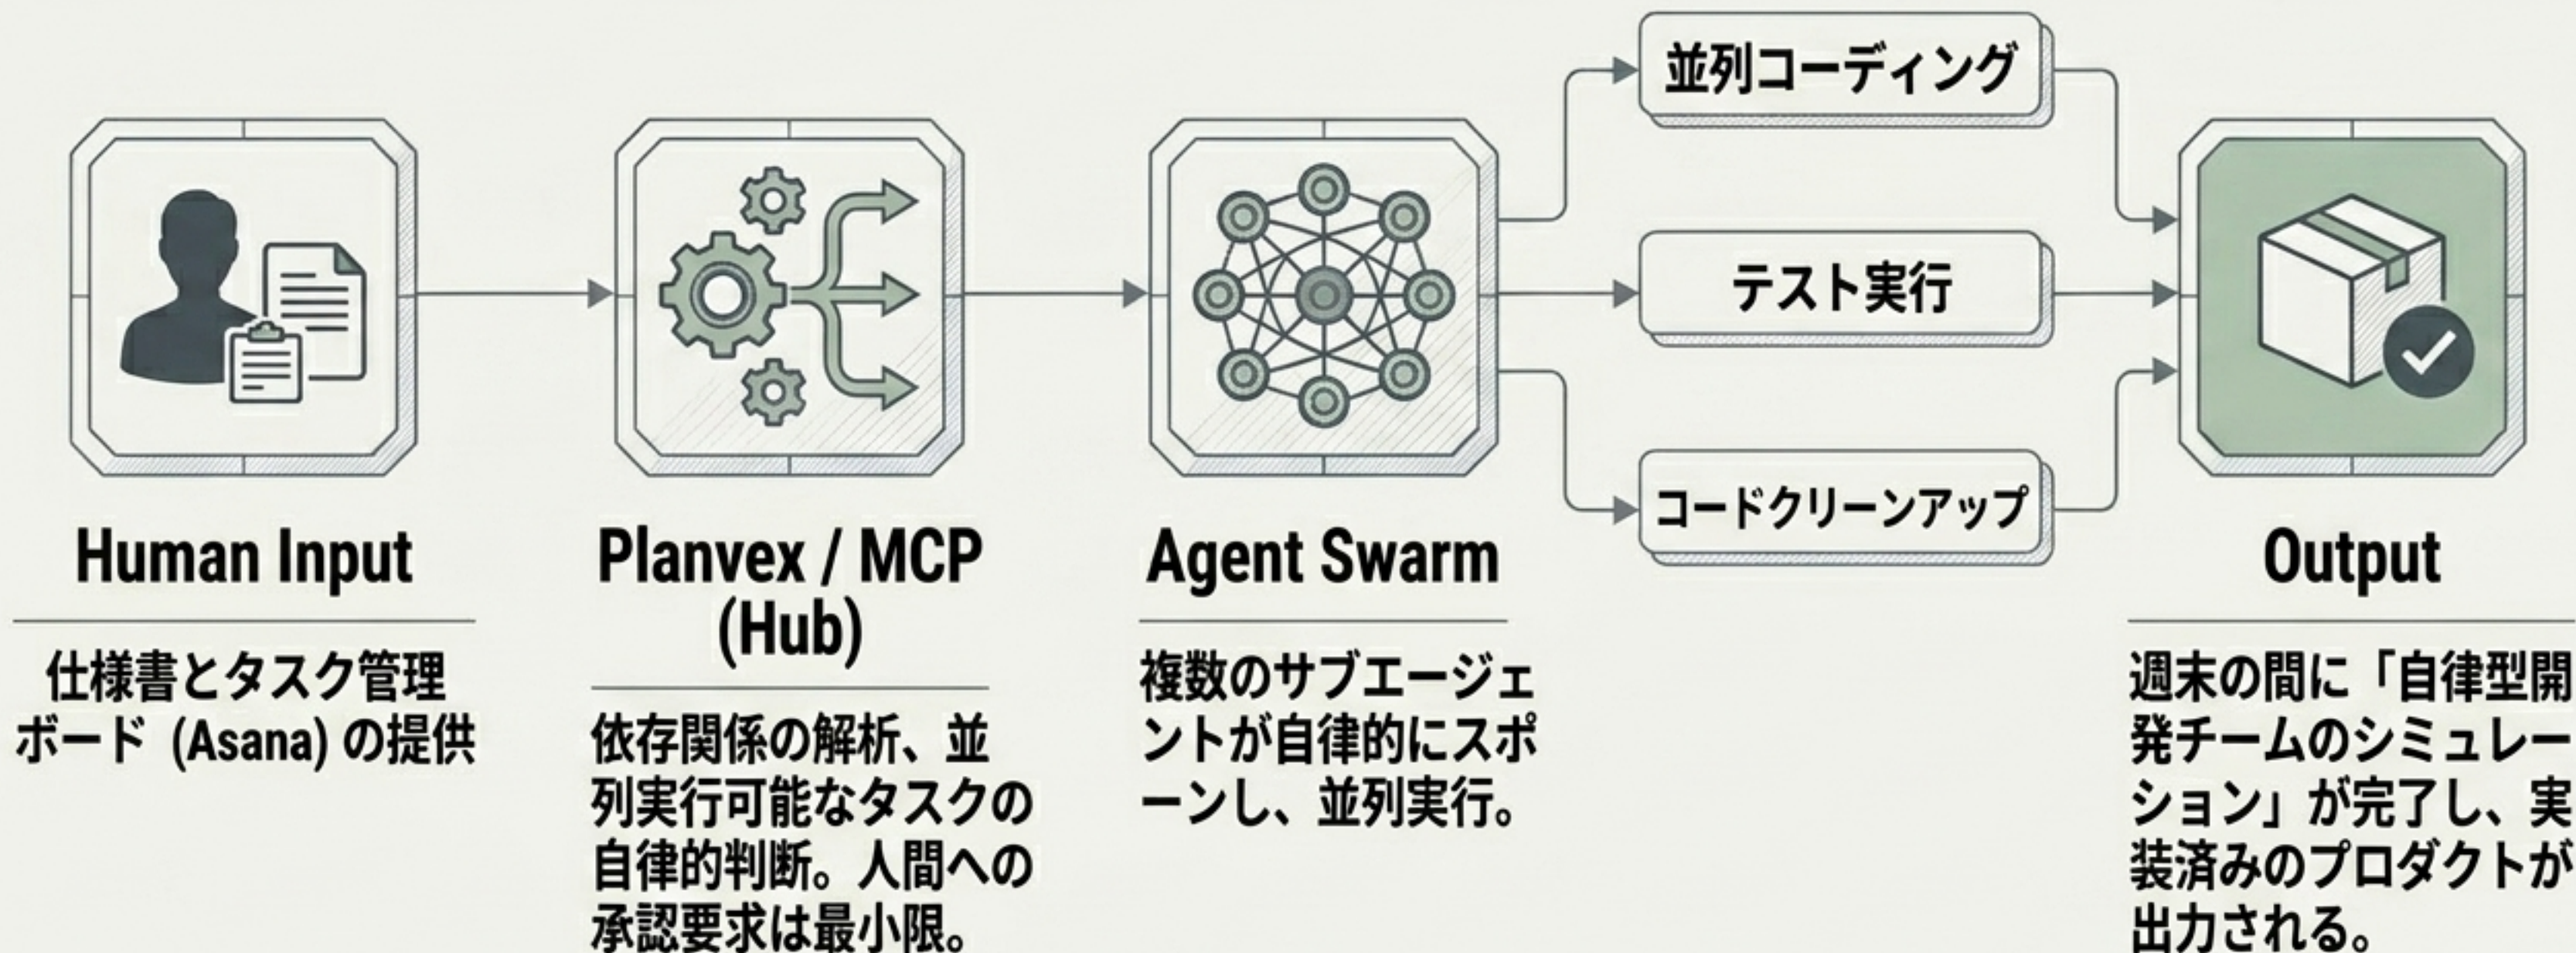 Human Input
仕様書とタスク管理
ボード (Asana) の提供
Planvex / MCP
(Hub)
依存関係の解析、並
列実行可能なタスクの
自律的判断。人間への
承認要求は最小限。
Agent Swarm
複数のサブエージェ
ントが自律的にスポ
ーンし、並列実行。
並列コーディング
テスト実行
コードクリーンアップ
Output
週末の間に「自律型開
発チームのシミュレー
ション」が完了し、実
装済みのプロダクトが
出力される。